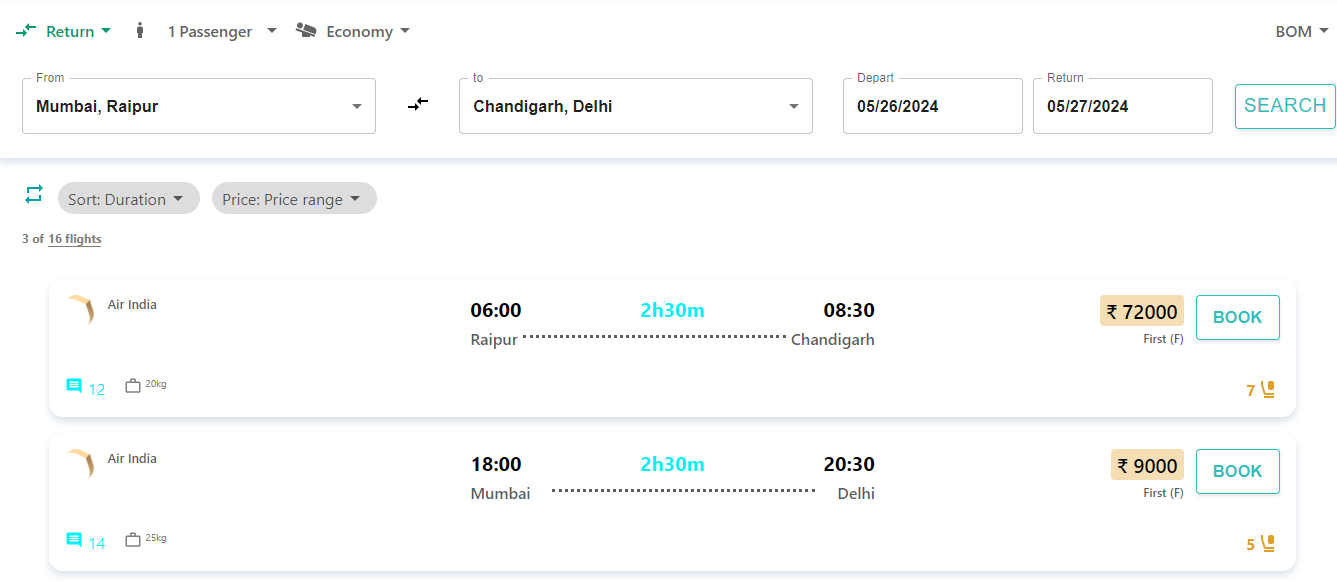 Return 1 Passenger Economy BOM
From to Depart Return
Mumbai, Raipur Chandigarh, Delhi 05/26/2024 05/27/2024 SEARCH
Sort: Duration Price: Price range
3 of 16 flights
Air India 06:00 2h30m 08:30 ₹ 72000 BOOK
Raipur Chandigarh First (F)
12 20kg 7
Air India 18:00 2h30m 20:30 ₹ 9000 BOOK
Mumbai Delhi First (F)
14 25kg 5